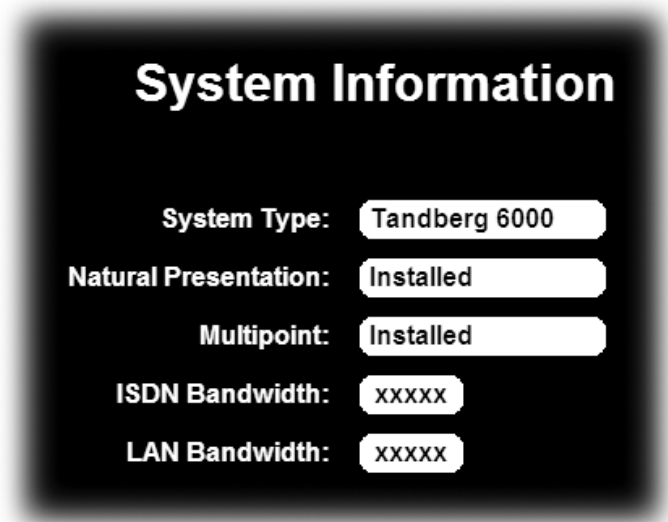 System Information
System Type: Tandberg 6000
Natural Presentation: Installed
Multipoint: Installed
ISDN Bandwidth: xxxxx
LAN Bandwidth: xxxxx